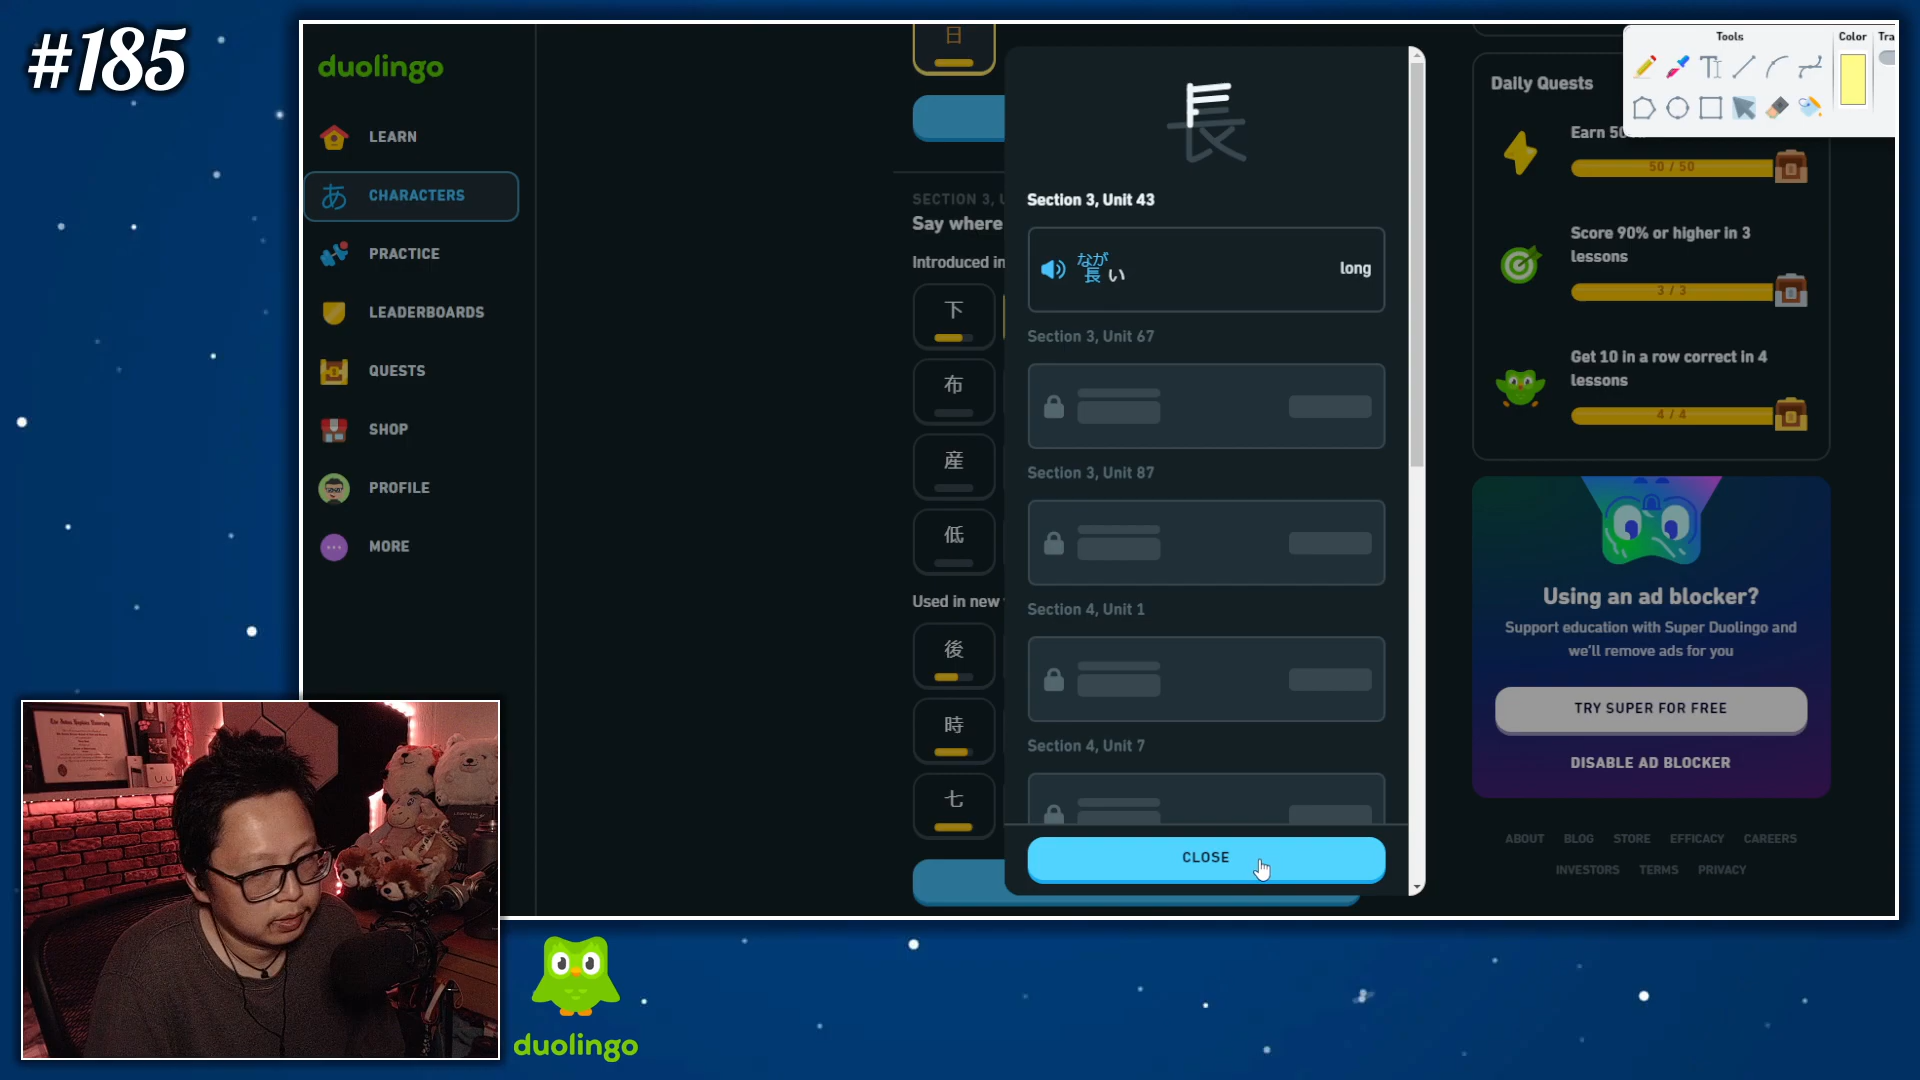 #185
duolingo
LEARN
あ CHARACTERS
PRACTICE
LEADERBOARDS
QUESTS
SHOP
PROFILE
MORE
日
SECTION 3, U
Say where
Introduced in
下
布
産
低
Used in new
後
時
七
長
Section 3, Unit 43
なが
長い
long
Section 3, Unit 67
Section 3, Unit 87
Section 4, Unit 1
Section 4, Unit 7
CLOSE
Tools
Color
Tra
Daily Quests
Earn 50
50 / 50
Score 90% or higher in 3
lessons
3 / 3
Get 10 in a row correct in 4
lessons
4 / 4
Using an ad blocker?
Support education with Super Duolingo and
we'll remove ads for you
TRY SUPER FOR FREE
DISABLE AD BLOCKER
ABOUT BLOG STORE EFFICACY CAREERS
INVESTORS TERMS PRIVACY
duolingo